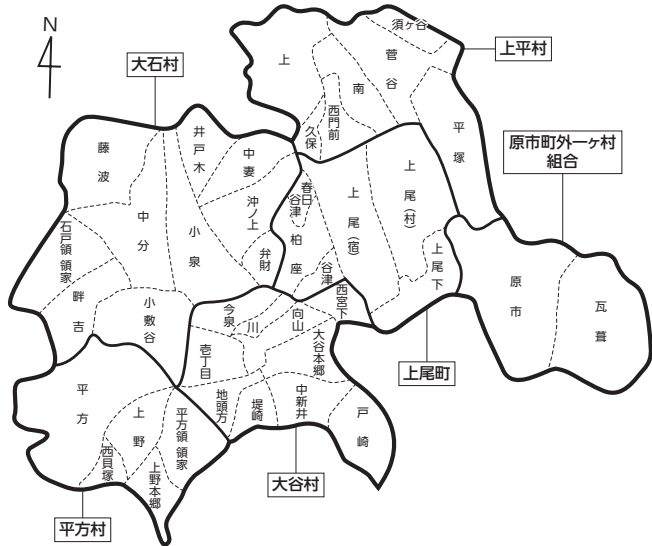 N
上平村
須ヶ谷
菅谷
上
南
西門前
久保
平塚
大石村
原市町外一ヶ村
組合
井戸木
藤波
中妻
中分
沖ノ上
小泉
弁財
石戸領領家
畔吉
小敷谷
春日
谷津
柏座
上尾(宿)
上尾(村)
谷津
上尾下
西宮下
原市
瓦葺
上尾町
今泉
川
向山
大谷本郷
壱丁目
地頭方
堤崎
中新井
戸崎
大谷村
平方
上野
平方領領家
西貝塚
上野本郷
平方村